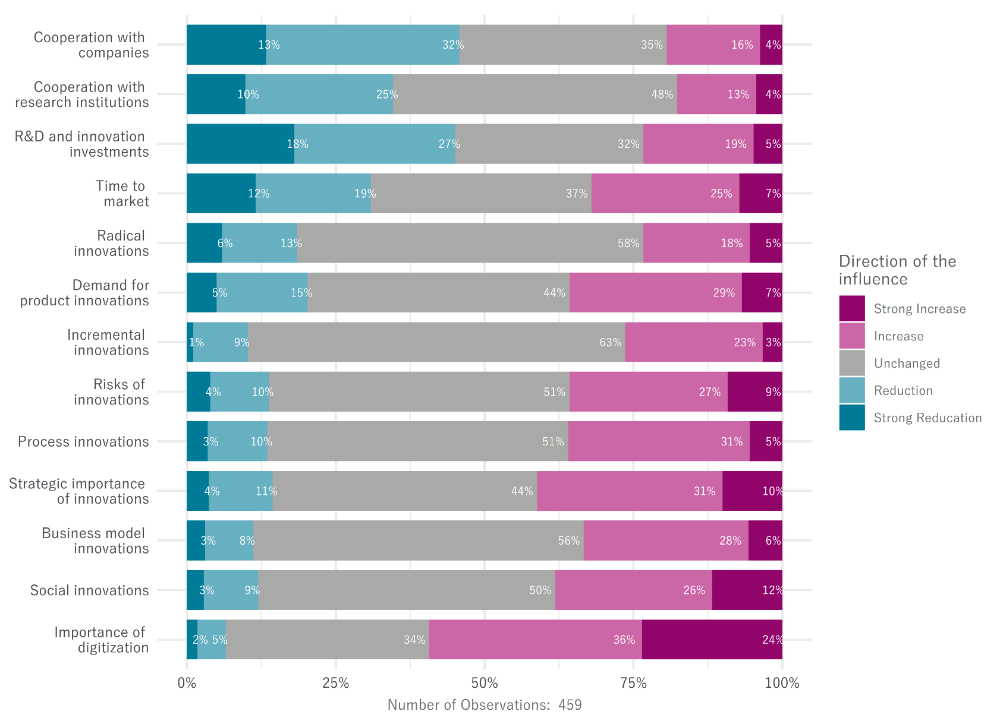 Cooperation with
companies
13% 32% 35% 16% 4%
Cooperation with
research institutions
10% 25% 48% 13% 4%
R&D and innovation
investments
18% 27% 32% 19% 5%
Time to
market
12% 19% 37% 25% 7%
Radical
innovations
6% 13% 58% 18% 5%
Demand for
product innovations
5% 15% 44% 29% 7%
Incremental
innovations
1% 9% 63% 23% 3%
Risks of
innovations
4% 10% 51% 27% 9%
Process innovations
3% 10% 51% 31% 5%
Strategic importance
of innovations
4% 11% 44% 31% 10%
Business model
innovations
3% 8% 56% 28% 6%
Social innovations
3% 9% 50% 26% 12%
Importance of
digitization
2% 5% 34% 36% 24%
0% 25% 50% 75% 100%
Number of Observations: 459
Direction of the
influence
Strong Increase
Increase
Unchanged
Reduction
Strong Reducation